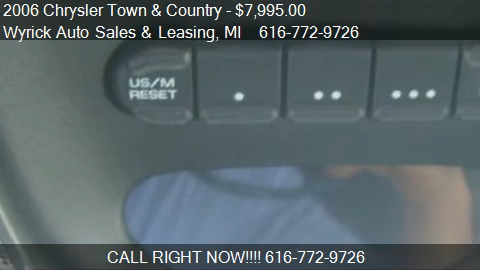 2006 Chrysler Town & Country - $7,995.00
Wyrick Auto Sales & Leasing, MI 616-772-9726
US/M
RESET
CALL RIGHT NOW!!!! 616-772-9726